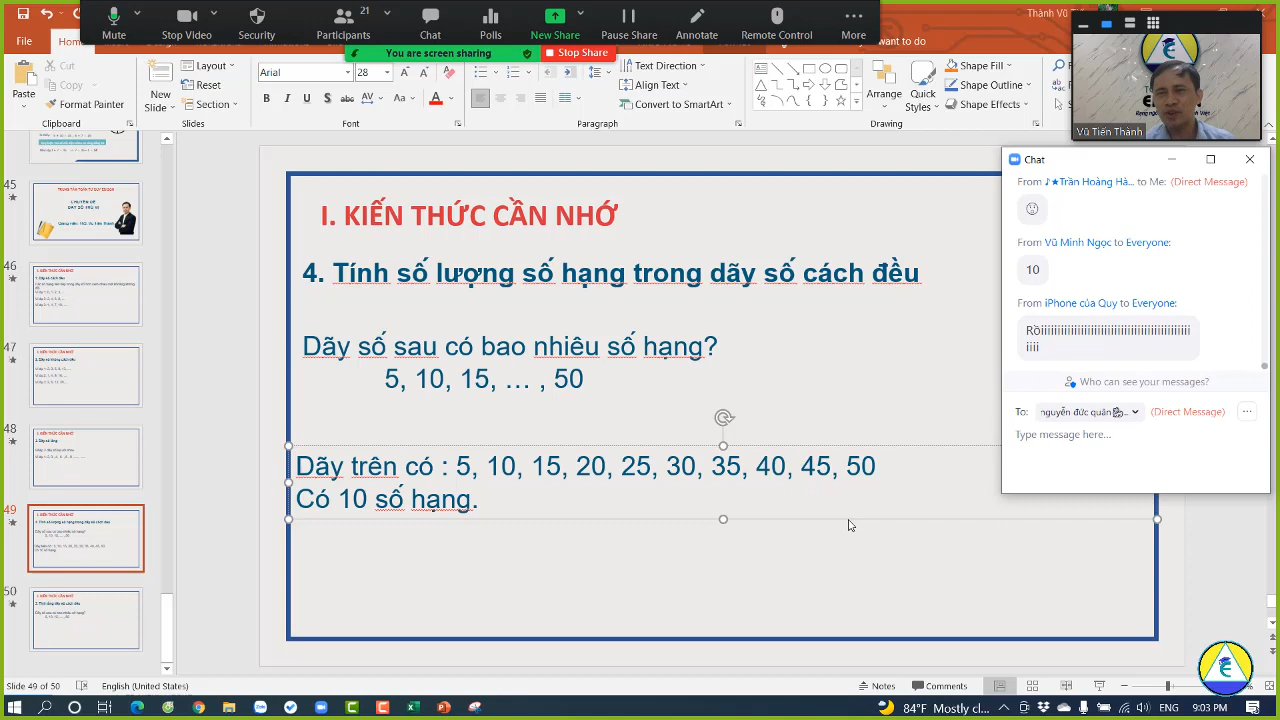 Mute
Stop Video
Security
Participants
21
Chat
Polls
New Share
Pause Share
Annotate
Remote Control
More
You are screen sharing
Stop Share
Thành Vũ Tiến
File
Paste
Cut
Copy
Format Painter
Clipboard
New
Slide
Layout
Reset
Section
Slides
Arial
28
Font
Text Direction
Align Text
Convert to SmartArt
Paragraph
Arrange
Quick
Styles
Shape Fill
Shape Outline
Shape Effects
Drawing
Vũ Tiến Thành
45
46
47
48
49
50
I. KIẾN THỨC CẦN NHỚ
4. Tính số lượng số hạng trong dãy số cách đều
Dãy số sau có bao nhiêu số hạng?
5, 10, 15, … , 50
Dãy trên có : 5, 10, 15, 20, 25, 30, 35, 40, 45, 50
Có 10 số hạng.
Chat
From ♪★Trần Hoàng Hà... to Me: (Direct Message)
From Vũ Minh Ngọc to Everyone:
10
From iPhone của Quy to Everyone:
Rồiiiiiiiiiiiiiiiiiiiiiiiiiiiiiiiiiiiiiiiiiiiii
iiii
Who can see your messages?
To: nguyễn đức quân ... (Direct Message)
Type message here...
Slide 49 of 50
English (United States)
Notes
Comments
84°F Mostly cl...
ENG
9:03 PM